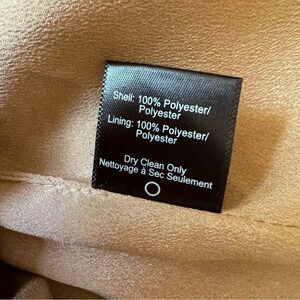 Shell: 100% Polyester/
Polyester
Lining: 100% Polyester/
Polyester
Dry Clean Only
Nettoyage à Sec Seulement